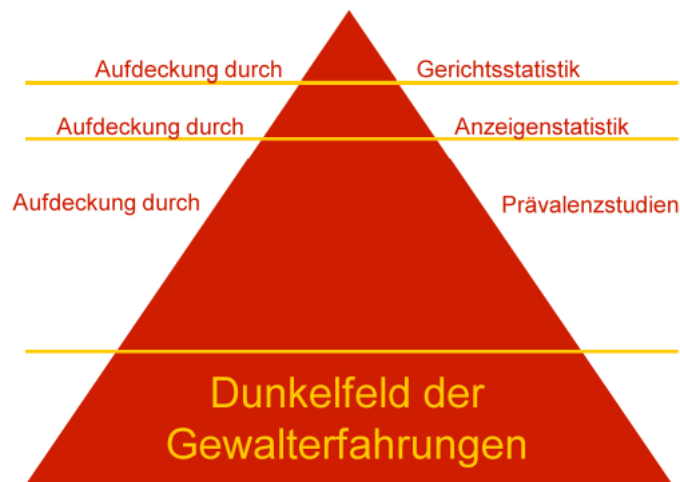 Aufdeckung durch Gerichtsstatistik
Aufdeckung durch Anzeigenstatistik
Aufdeckung durch Prävalenzstudien
Dunkelfeld der
Gewalterfahrungen